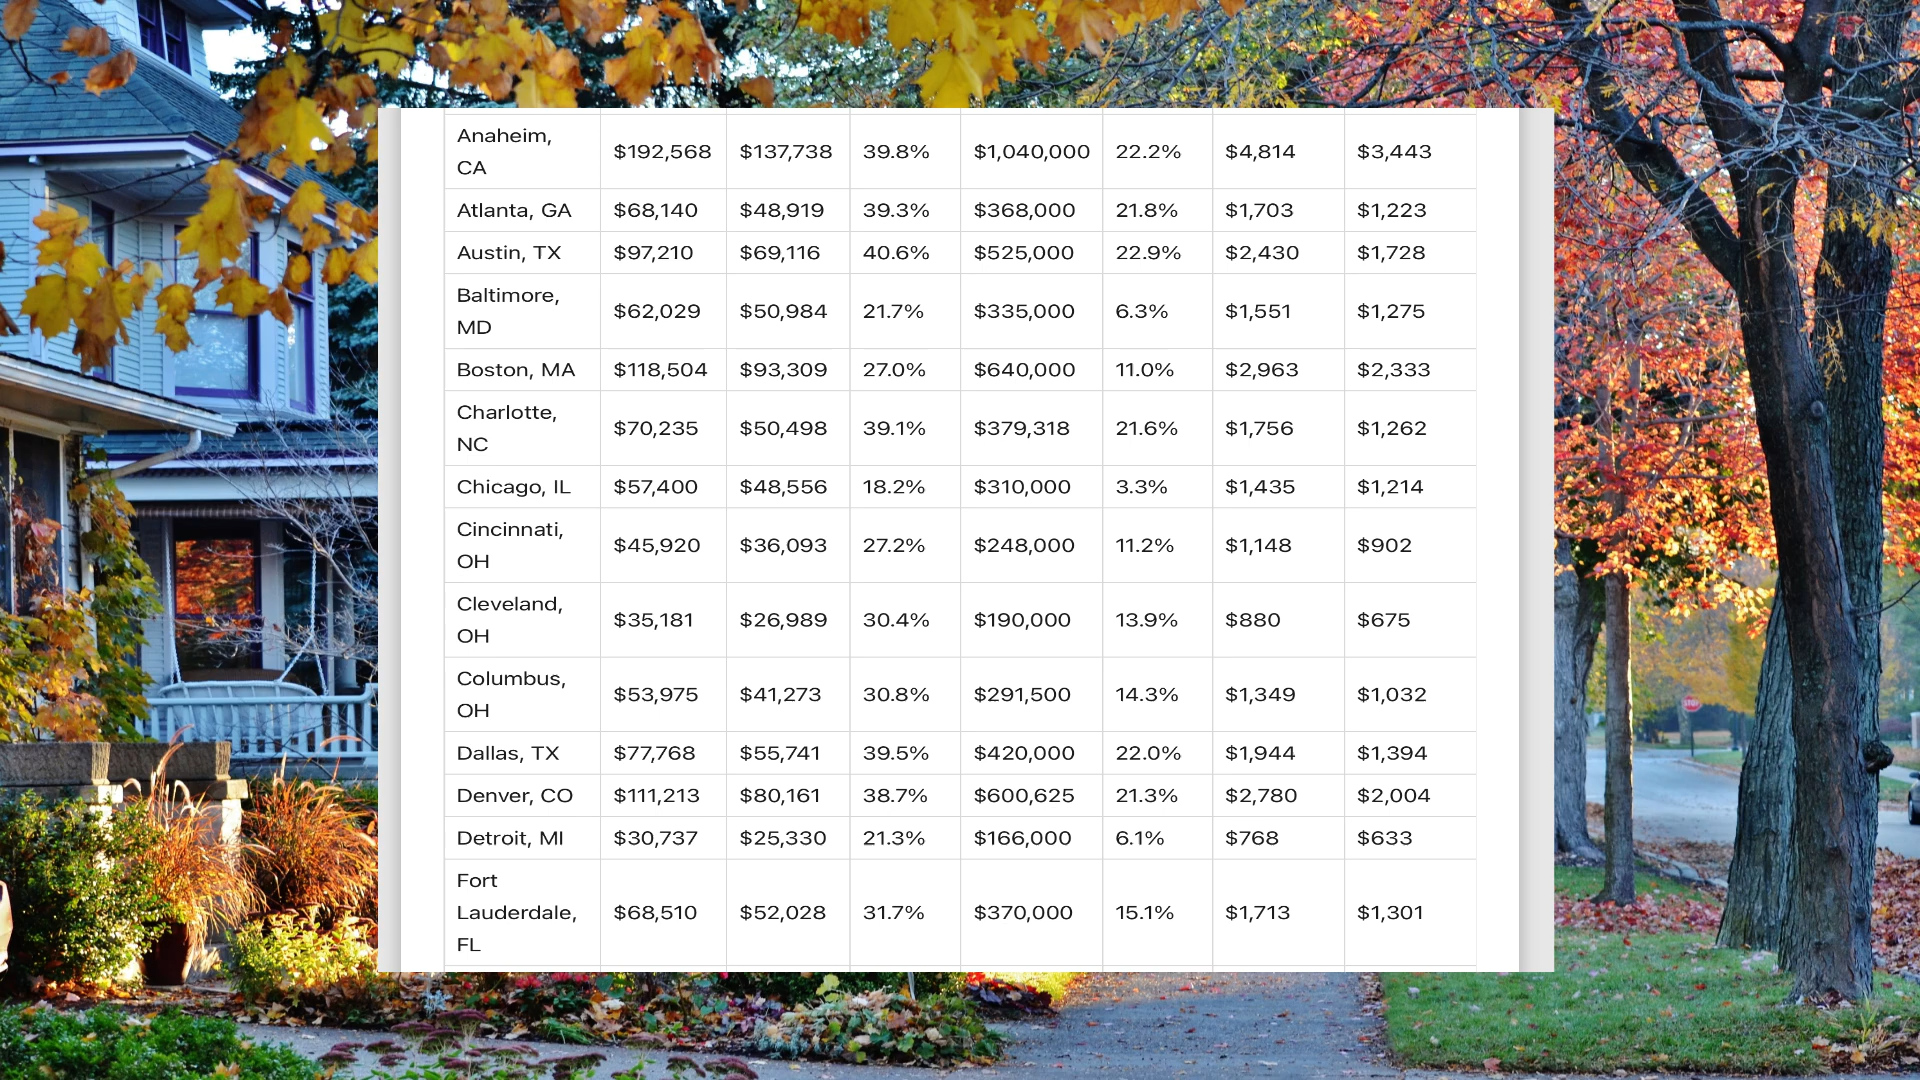 Anaheim,
CA $192,568 $137,738 39.8% $1,040,000 22.2% $4,814 $3,443
Atlanta, GA $68,140 $48,919 39.3% $368,000 21.8% $1,703 $1,223
Austin, TX $97,210 $69,116 40.6% $525,000 22.9% $2,430 $1,728
Baltimore,
MD $62,029 $50,984 21.7% $335,000 6.3% $1,551 $1,275
Boston, MA $118,504 $93,309 27.0% $640,000 11.0% $2,963 $2,333
Charlotte,
NC $70,235 $50,498 39.1% $379,318 21.6% $1,756 $1,262
Chicago, IL $57,400 $48,556 18.2% $310,000 3.3% $1,435 $1,214
Cincinnati,
OH $45,920 $36,093 27.2% $248,000 11.2% $1,148 $902
Cleveland,
OH $35,181 $26,989 30.4% $190,000 13.9% $880 $675
Columbus,
OH $53,975 $41,273 30.8% $291,500 14.3% $1,349 $1,032
Dallas, TX $77,768 $55,741 39.5% $420,000 22.0% $1,944 $1,394
Denver, CO $111,213 $80,161 38.7% $600,625 21.3% $2,780 $2,004
Detroit, MI $30,737 $25,330 21.3% $166,000 6.1% $768 $633
Fort
Lauderdale,
FL $68,510 $52,028 31.7% $370,000 15.1% $1,713 $1,301
STOP